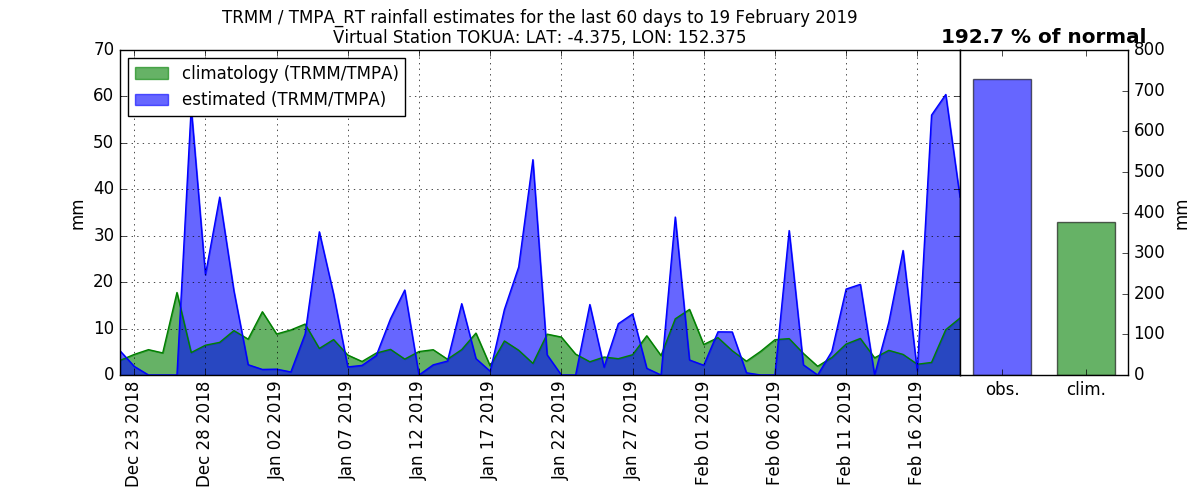 TRMM / TMPA_RT rainfall estimates for the last 60 days to 19 February 2019
Virtual Station TOKUA: LAT: -4.375, LON: 152.375
192.7 % of normal
climatology (TRMM/TMPA)
estimated (TRMM/TMPA)
mm
70
60
50
40
30
20
10
0
Dec 23 2018
Dec 28 2018
Jan 02 2019
Jan 07 2019
Jan 12 2019
Jan 17 2019
Jan 22 2019
Jan 27 2019
Feb 01 2019
Feb 06 2019
Feb 11 2019
Feb 16 2019
800
700
600
500
400
300
200
100
0
mm
obs.
clim.